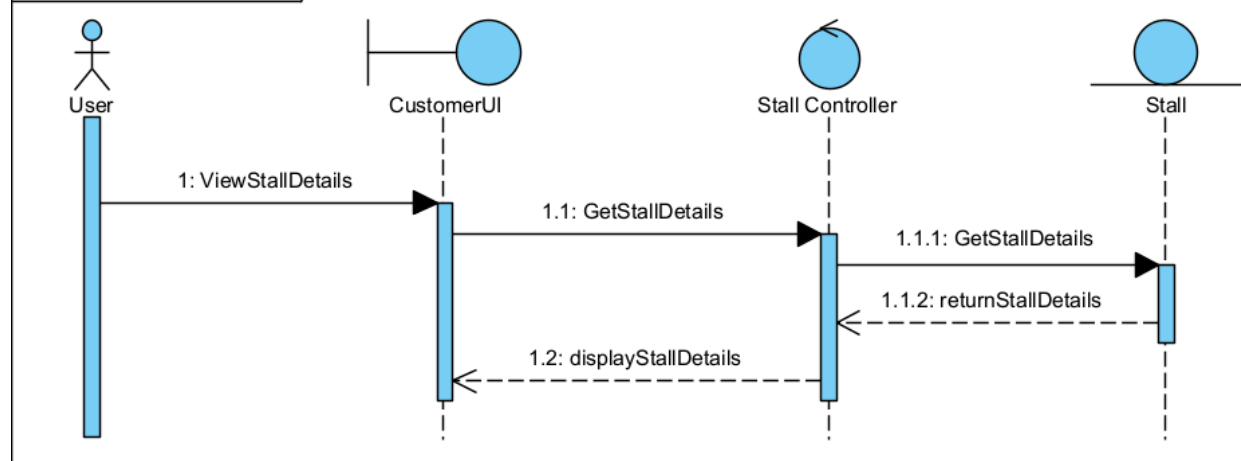 User
CustomerUI
Stall Controller
Stall
1: ViewStallDetails
1.1: GetStallDetails
1.1.1: GetStallDetails
1.1.2: returnStallDetails
1.2: displayStallDetails